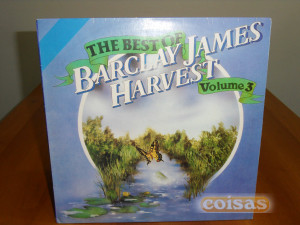 THE BEST OF
BARCLAY JAMES
HARVEST
Volume 3
coisas